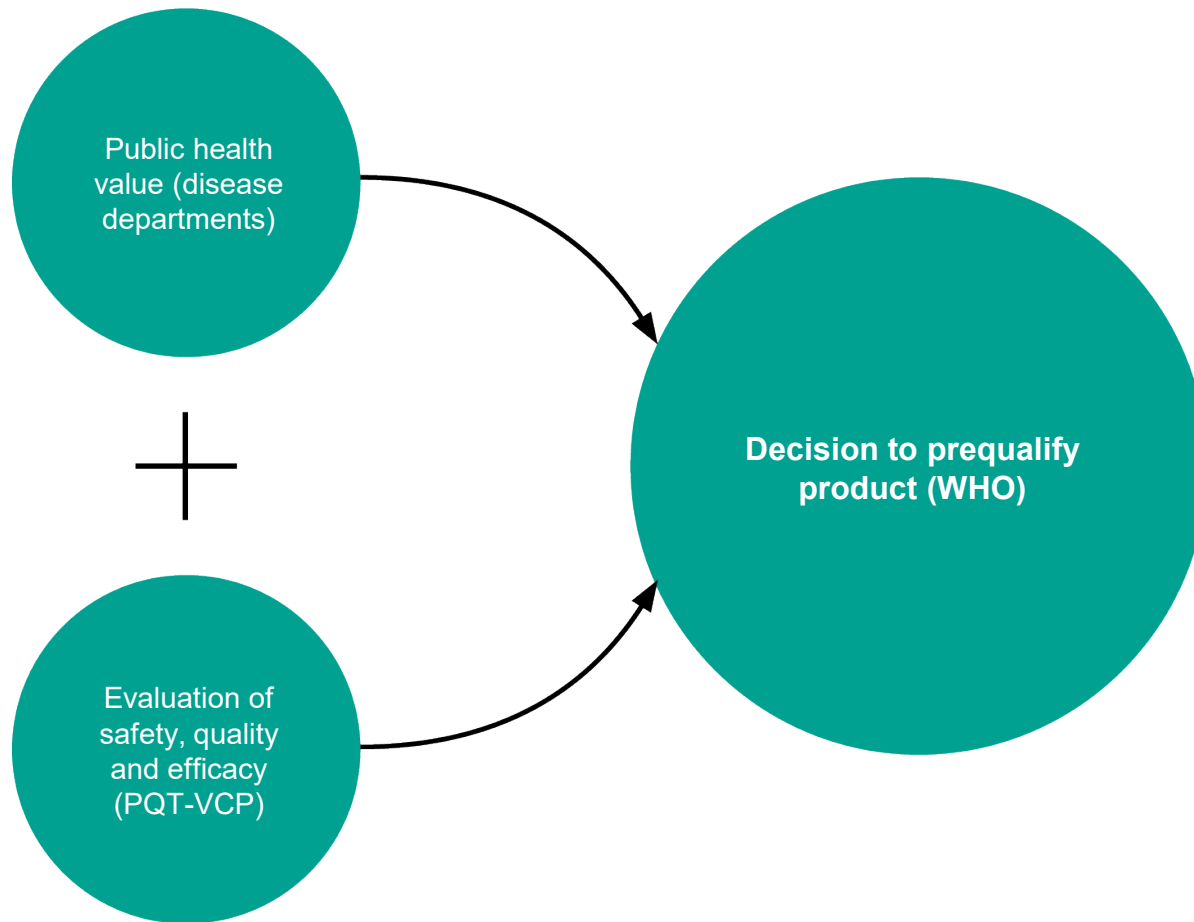 Public health
value (disease
departments)
Decision to prequalify
product (WHO)
Evaluation of
safety, quality
and efficacy
(PQT-VCP)